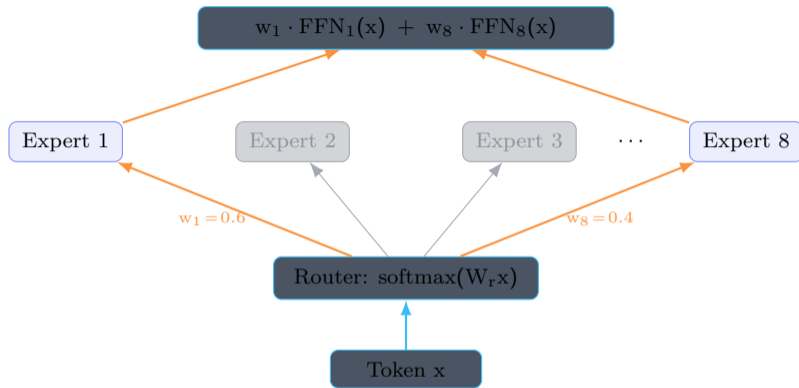 w₁ · FFN₁(x) + w₈ · FFN₈(x)
Expert 1 Expert 2 Expert 3 ··· Expert 8
w₁=0.6 w₈=0.4
Router: softmax(Wᵣx)
Token x